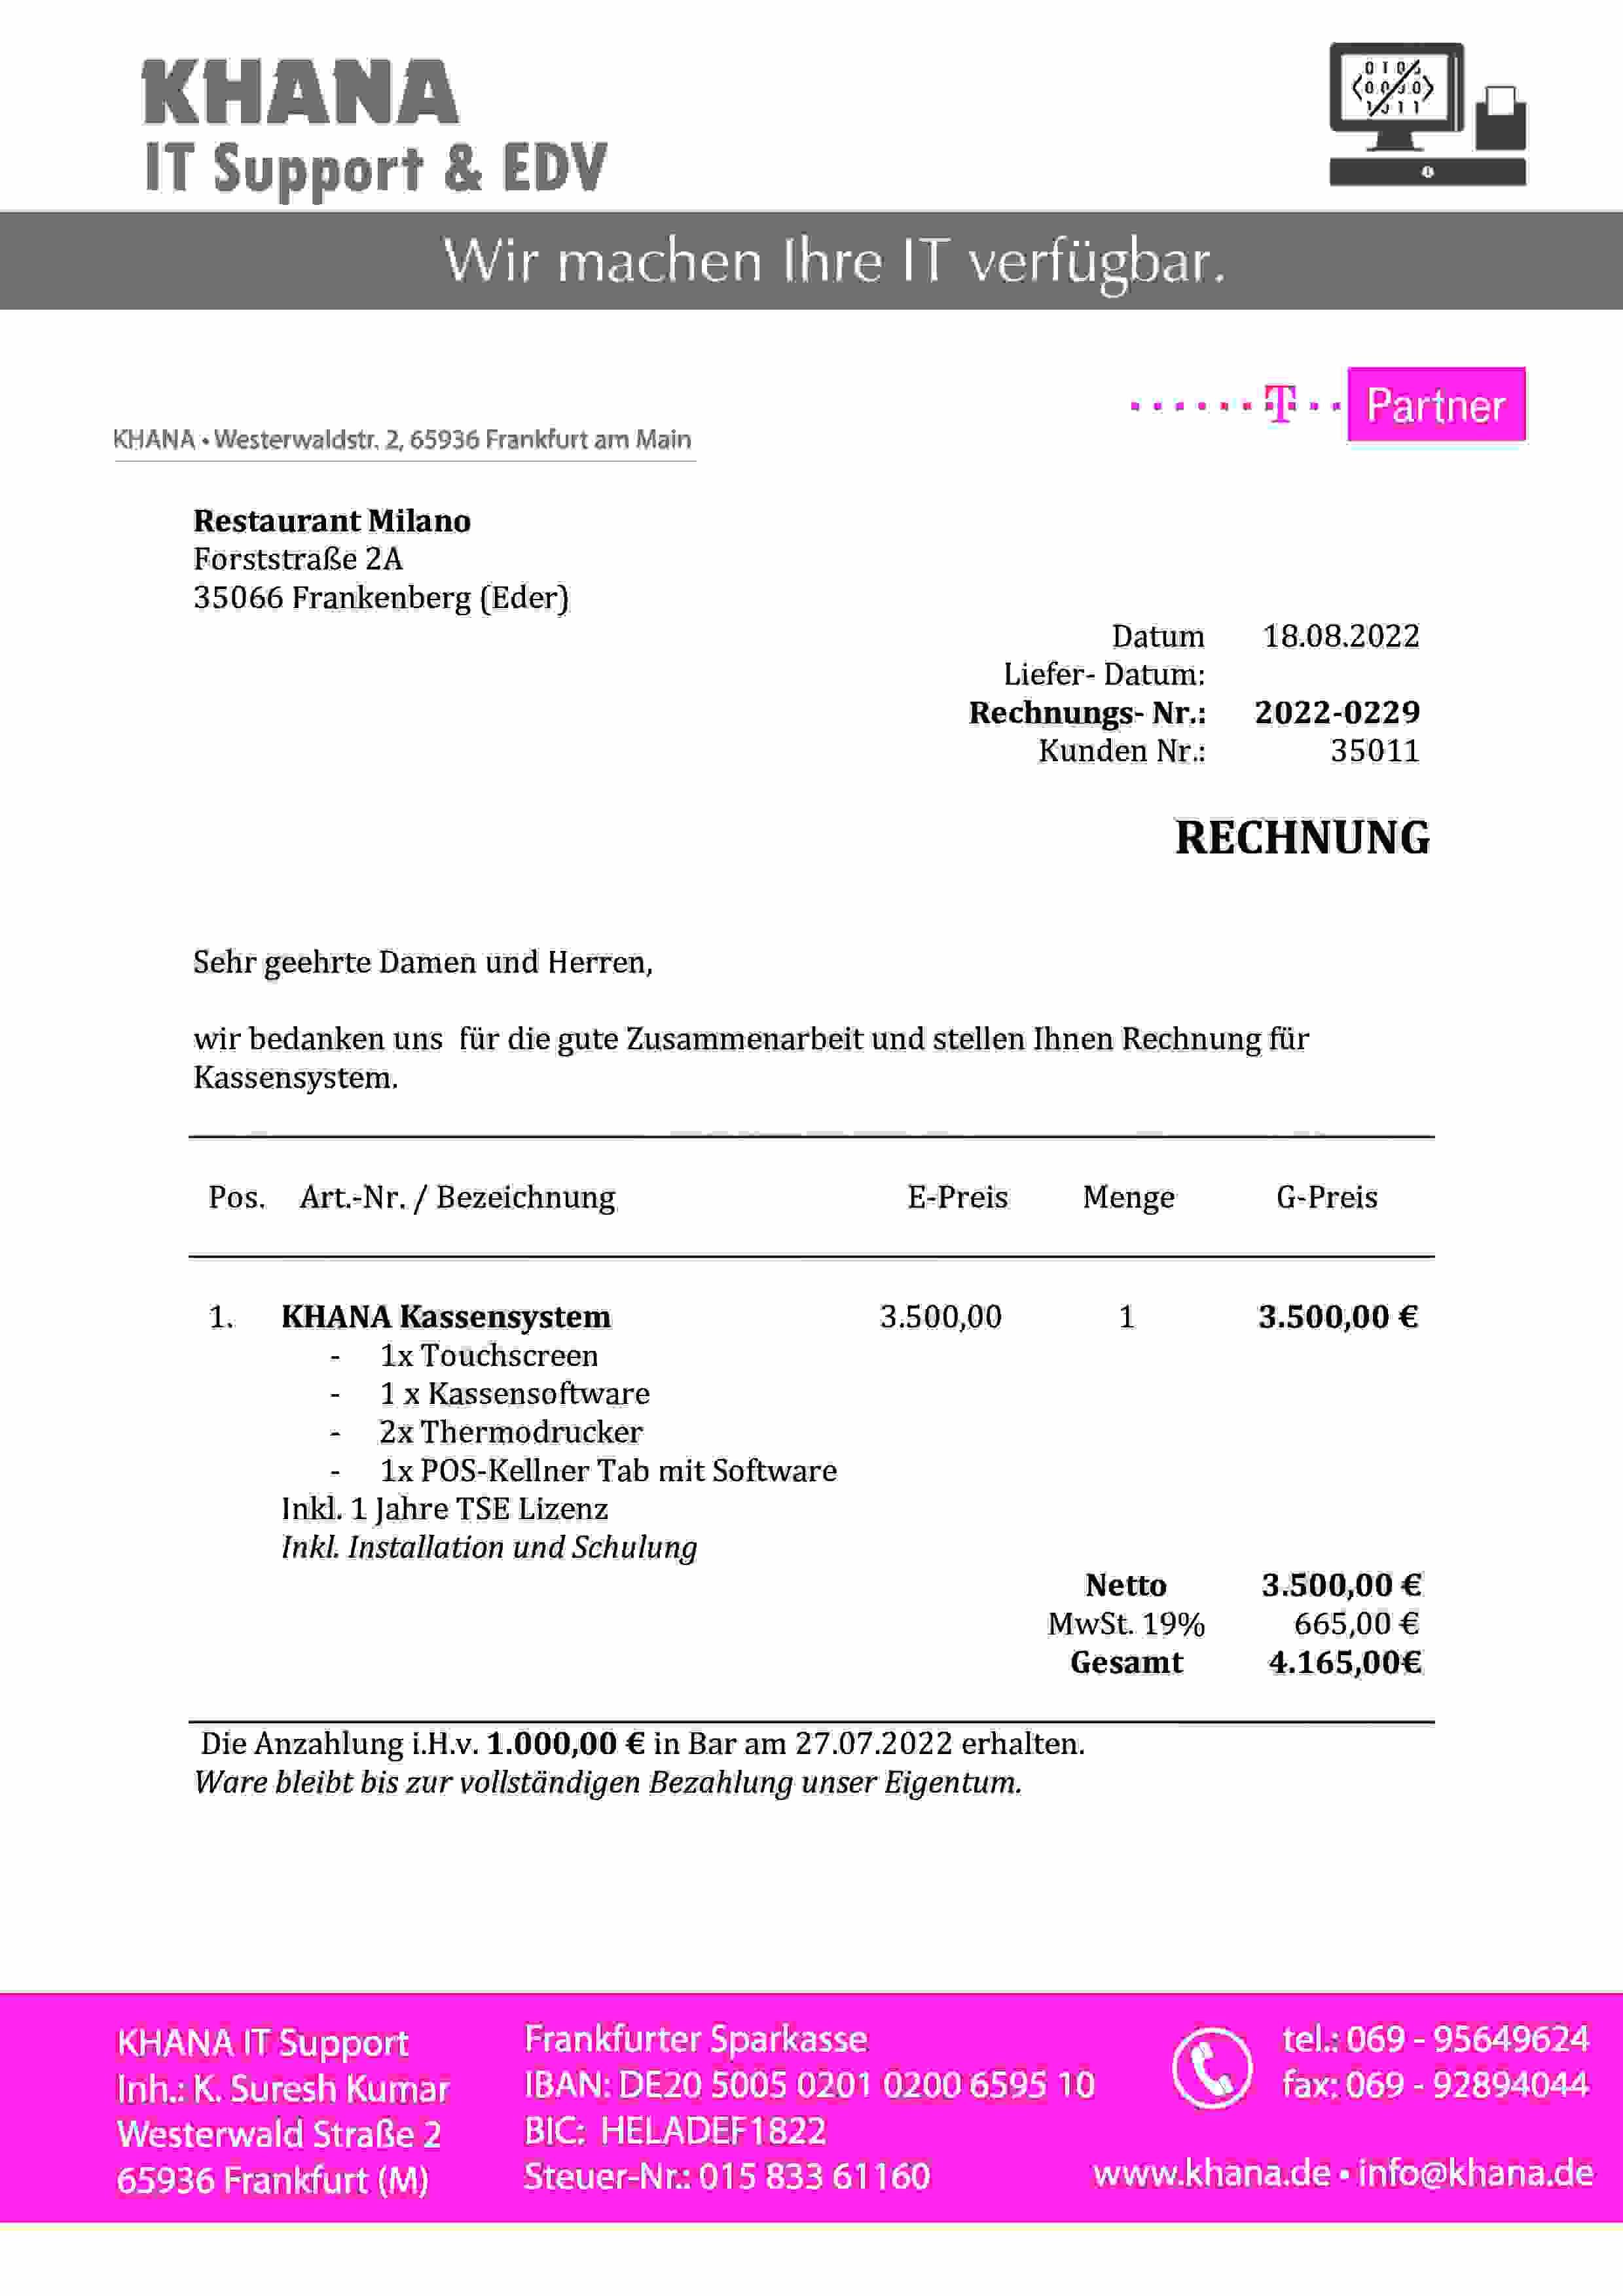 KHANA
IT Support & EDV
Wir machen Ihre IT verfügbar.
T Partner
KHANA • Westerwaldstr. 2, 65936 Frankfurt am Main
Restaurant Milano
Forststraße 2A
35066 Frankenberg (Eder)
Datum 18.08.2022
Liefer- Datum:
Rechnungs- Nr.: 2022-0229
Kunden Nr.: 35011
RECHNUNG
Sehr geehrte Damen und Herren,
wir bedanken uns für die gute Zusammenarbeit und stellen Ihnen Rechnung für
Kassensystem.
Pos. Art.-Nr. / Bezeichnung E-Preis Menge G-Preis
1. KHANA Kassensystem 3.500,00 1 3.500,00 €
- 1x Touchscreen
- 1 x Kassensoftware
- 2x Thermodrucker
- 1x POS-Kellner Tab mit Software
Inkl. 1 Jahre TSE Lizenz
Inkl. Installation und Schulung
Netto 3.500,00 €
MwSt. 19% 665,00 €
Gesamt 4.165,00€
Die Anzahlung i.H.v. 1.000,00 € in Bar am 27.07.2022 erhalten.
Ware bleibt bis zur vollständigen Bezahlung unser Eigentum.
KHANA IT Support
Inh.: K. Suresh Kumar
Westerwald Straße 2
65936 Frankfurt (M)
Frankfurter Sparkasse
IBAN: DE20 5005 0201 0200 6595 10
BIC: HELADEF1822
Steuer-Nr.: 015 833 61160
tel.: 069 - 95649624
fax: 069 - 92894044
www.khana.de • info@khana.de